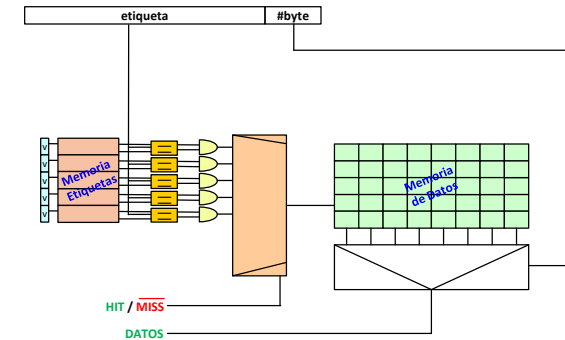 etiqueta #byte
V
V
V
V
V
Memoria
Etiquetas
Memoria
de Datos
HIT / MISS
DATOS